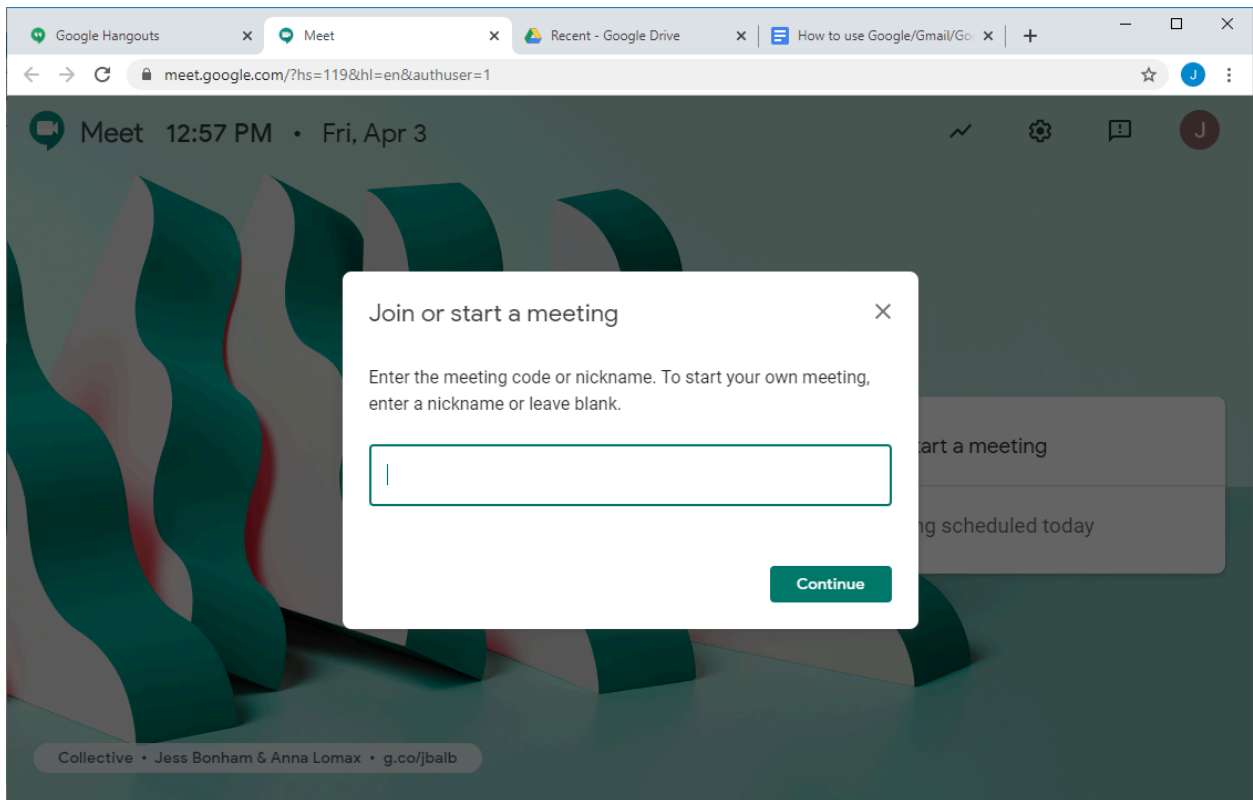 Google Hangouts
Meet
Recent - Google Drive
How to use Google/Gmail/Go
meet.google.com/?hs=119&hl=en&authuser=1
J
Meet 12:57 PM • Fri, Apr 3
J
Join or start a meeting
Enter the meeting code or nickname. To start your own meeting,
enter a nickname or leave blank.
art a meeting
ng scheduled today
Continue
Collective • Jess Bonham & Anna Lomax • g.co/jbalb